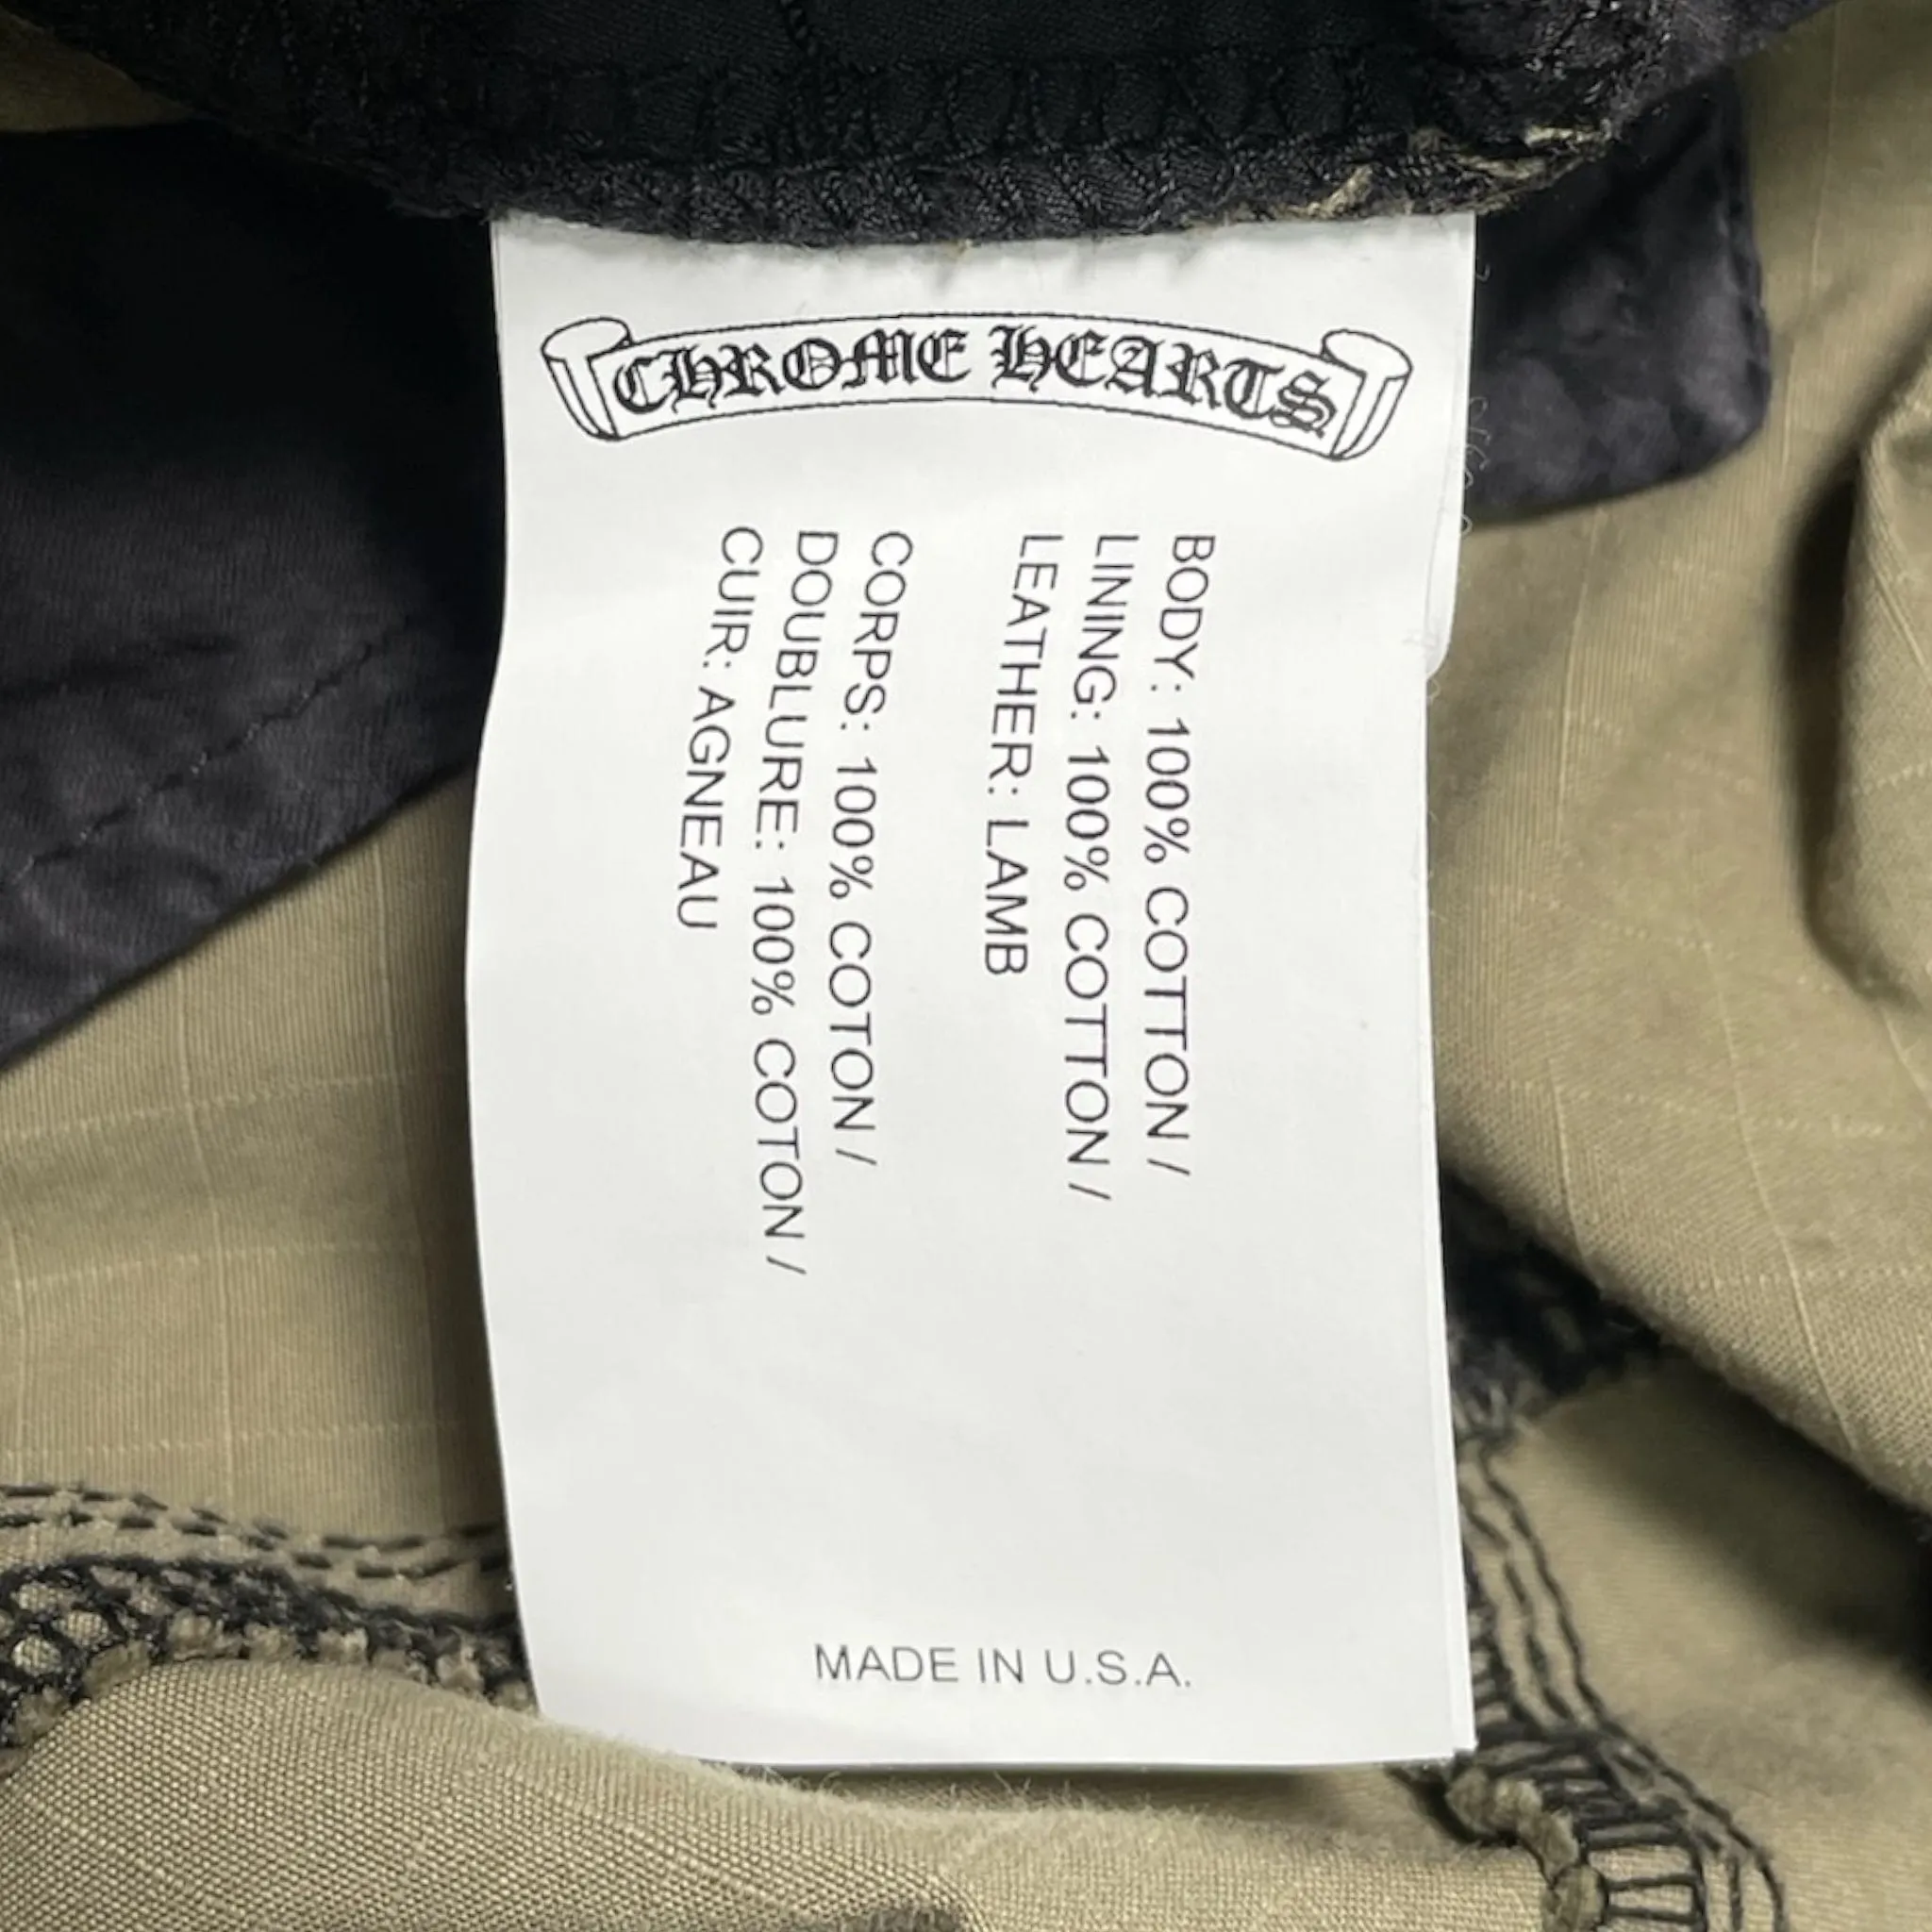 CHROME HEARTS
BODY: 100% COTTON /
LINING: 100% COTTON /
LEATHER: LAMB
CORPS: 100% COTON /
DOUBLURE: 100% COTON /
CUIR: AGNEAU
MADE IN U.S.A.